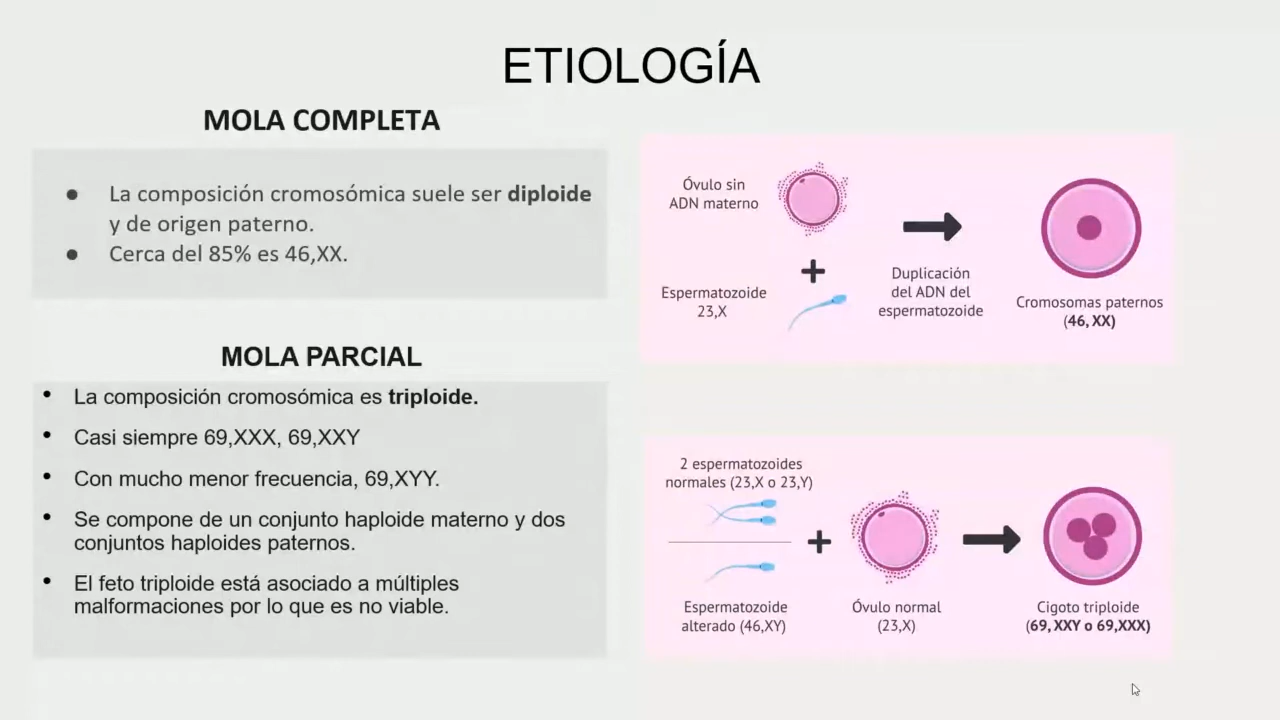 ETIOLOGÍA
MOLA COMPLETA
● La composición cromosómica suele ser diploide
y de origen paterno.
● Cerca del 85% es 46,XX.
MOLA PARCIAL
• La composición cromosómica es triploide.
• Casi siempre 69,XXX, 69,XXY
• Con mucho menor frecuencia, 69,XYY.
• Se compone de un conjunto haploide materno y dos
conjuntos haploides paternos.
• El feto triploide está asociado a múltiples
malformaciones por lo que es no viable.
Óvulo sin
ADN materno
+
Espermatozoide
23,X
Duplicación
del ADN del
espermatozoide
Cromosomas paternos
(46, XX)
2 espermatozoides
normales (23,X o 23,Y)
+
Espermatozoide
alterado (46,XY)
Óvulo normal
(23,X)
Cigoto triploide
(69, XXY o 69,XXX)